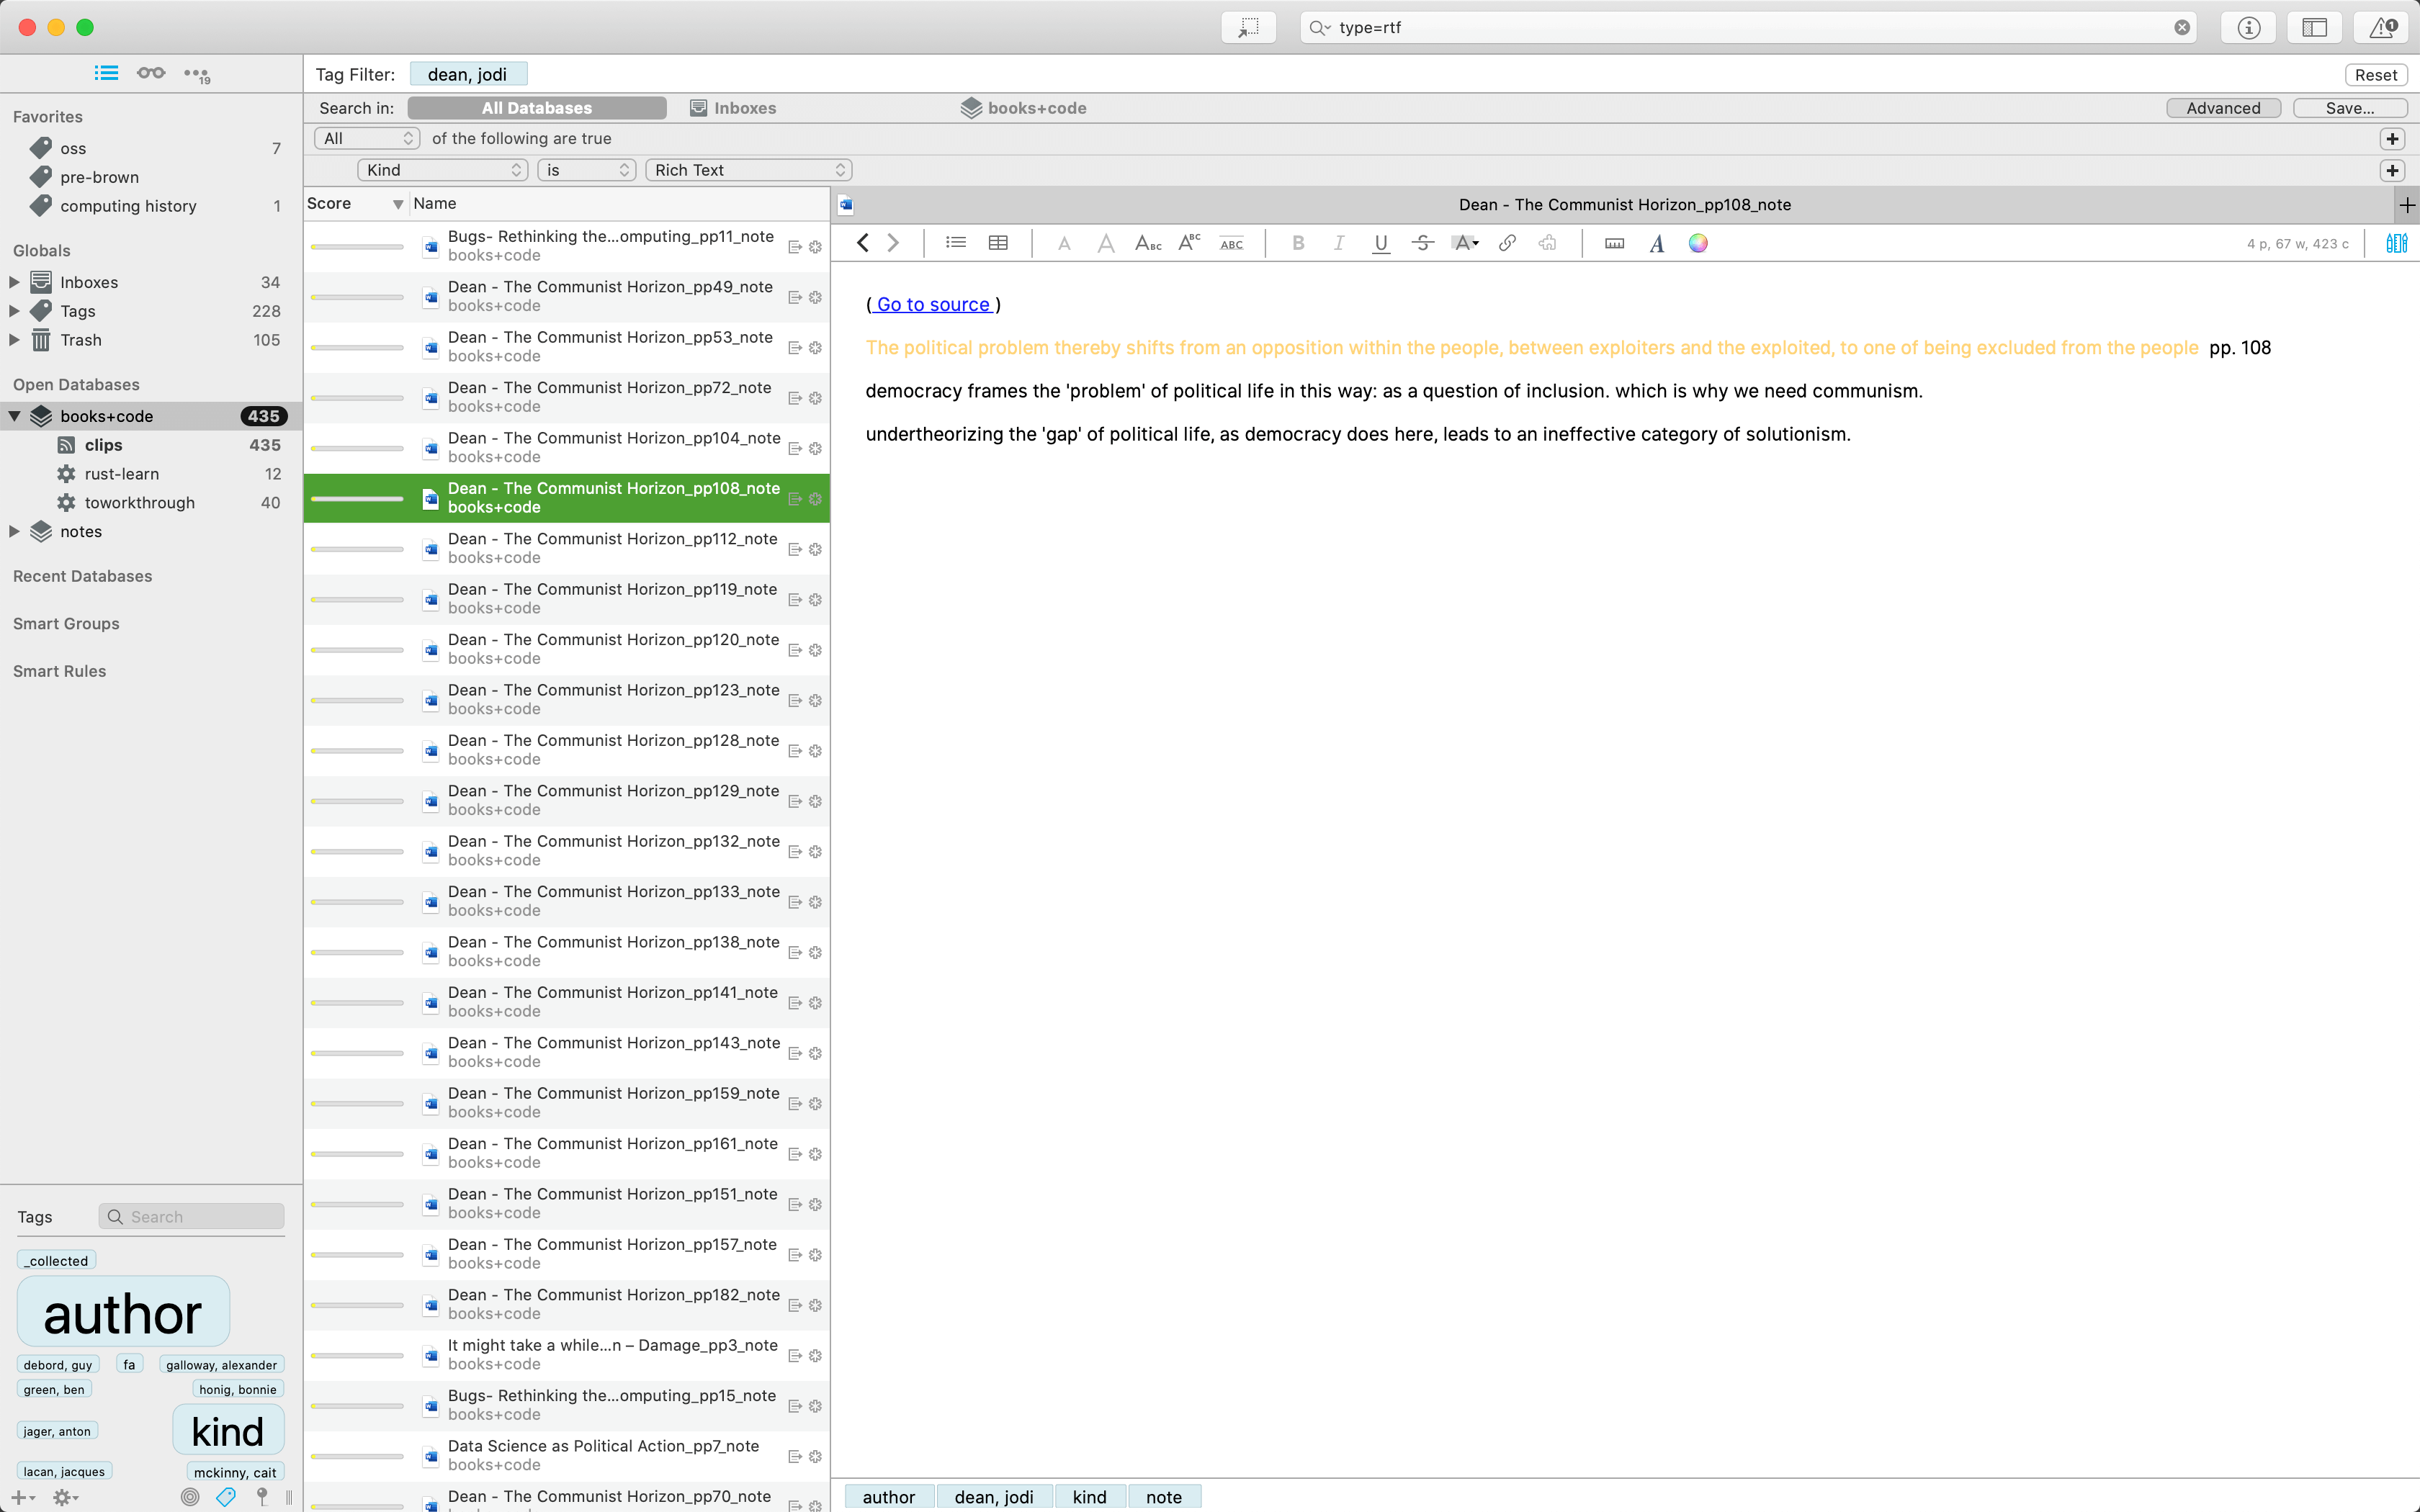 type=rtf
1
19
Tag Filter: dean, jodi
Reset
Search in: All Databases Inboxes books+code Advanced Save...
All of the following are true
Kind is Rich Text
Favorites
oss 7
pre-brown
computing history 1
Globals
Inboxes 34
Tags 228
Trash 105
Open Databases
books+code 435
clips 435
rust-learn 12
toworkthrough 40
notes
Recent Databases
Smart Groups
Smart Rules
Tags Search
_collected
author
debord, guy fa galloway, alexander
green, ben honig, bonnie
jager, anton kind
lacan, jacques mckinny, cait
Score Name
Bugs- Rethinking the...omputing_pp11_note
books+code
Dean - The Communist Horizon_pp49_note
books+code
Dean - The Communist Horizon_pp53_note
books+code
Dean - The Communist Horizon_pp72_note
books+code
Dean - The Communist Horizon_pp104_note
books+code
Dean - The Communist Horizon_pp108_note
books+code
Dean - The Communist Horizon_pp112_note
books+code
Dean - The Communist Horizon_pp119_note
books+code
Dean - The Communist Horizon_pp120_note
books+code
Dean - The Communist Horizon_pp123_note
books+code
Dean - The Communist Horizon_pp128_note
books+code
Dean - The Communist Horizon_pp129_note
books+code
Dean - The Communist Horizon_pp132_note
books+code
Dean - The Communist Horizon_pp133_note
books+code
Dean - The Communist Horizon_pp138_note
books+code
Dean - The Communist Horizon_pp141_note
books+code
Dean - The Communist Horizon_pp143_note
books+code
Dean - The Communist Horizon_pp159_note
books+code
Dean - The Communist Horizon_pp161_note
books+code
Dean - The Communist Horizon_pp151_note
books+code
Dean - The Communist Horizon_pp157_note
books+code
Dean - The Communist Horizon_pp182_note
books+code
It might take a while...n – Damage_pp3_note
books+code
Bugs- Rethinking the...omputing_pp15_note
books+code
Data Science as Political Action_pp7_note
books+code
Dean - The Communist Horizon_pp70_note
Dean - The Communist Horizon_pp108_note
A A ABC ABC ABC B I U S A A
4 p, 67 w, 423 c
( Go to source )
The political problem thereby shifts from an opposition within the people, between exploiters and the exploited, to one of being excluded from the people pp. 108
democracy frames the 'problem' of political life in this way: as a question of inclusion. which is why we need communism.
undertheorizing the 'gap' of political life, as democracy does here, leads to an ineffective category of solutionism.
author dean, jodi kind note